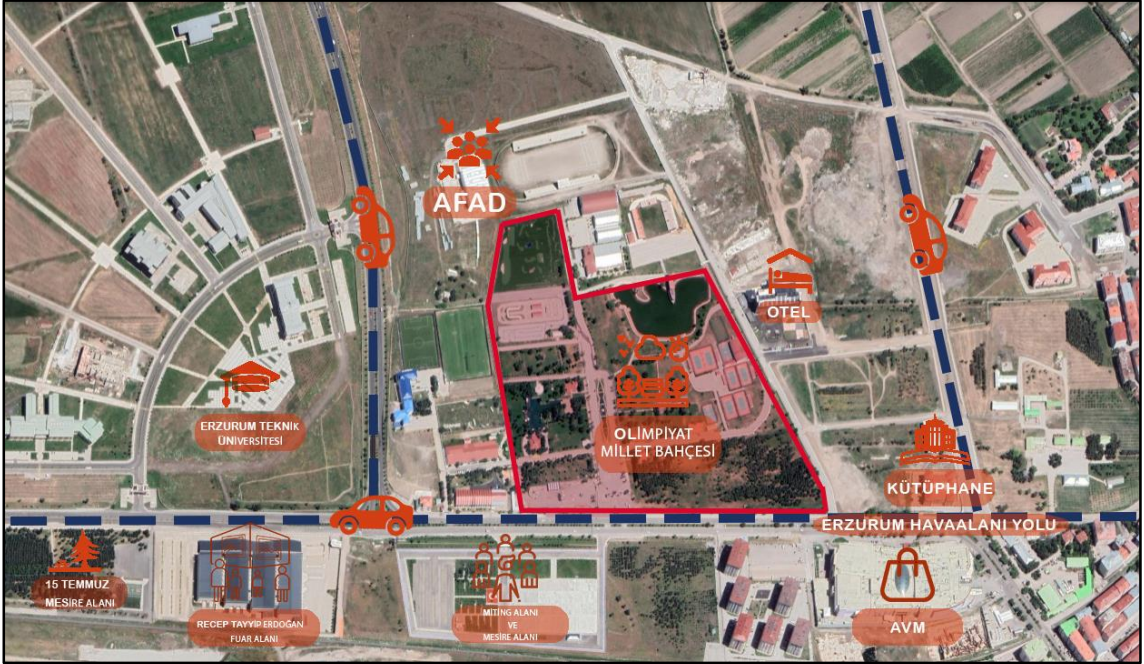 AFAD
OTEL
ERZURUM TEKNİK
ÜNİVERSİTESİ
OLİMPİYAT
MİLLET BAHÇESİ
KÜTÜPHANE
ERZURUM HAVAALANI YOLU
15 TEMMUZ
MESİRE ALANI
RECEP TAYYİP ERDOĞAN
FUAR ALANI
MİTİNG ALANI
VE
MESİRE ALANI
AVM